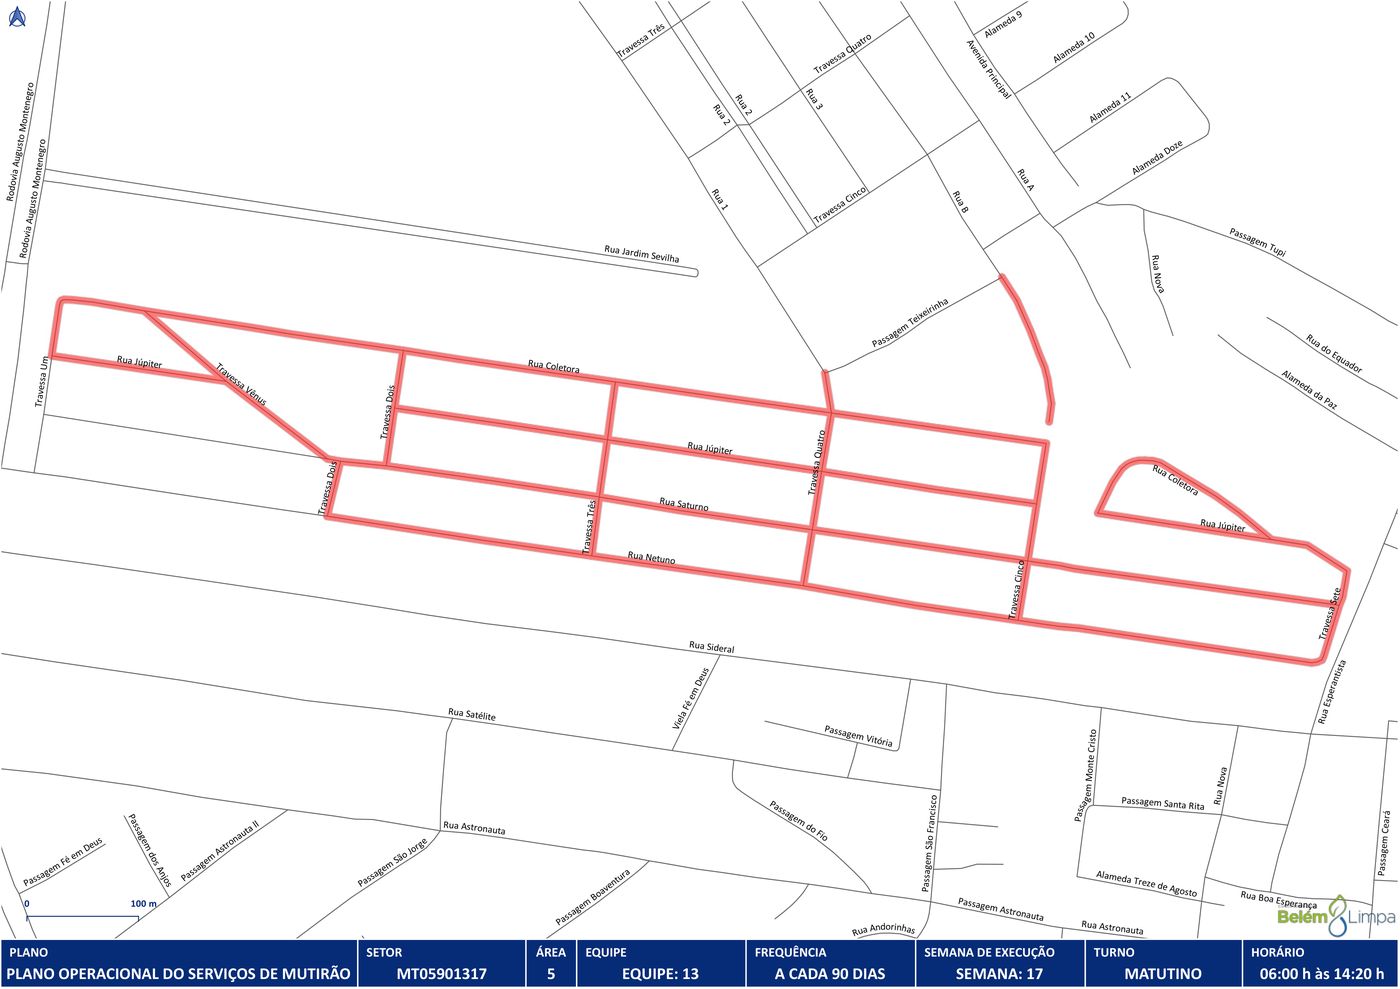 Travessa Três
Travessa Quatro
Alameda 9
Alameda 10
Avenida Principal
Alameda 11
Alameda Doze
Rodovia Augusto Montenegro
Rodovia Augusto Montenegro
Rua 2
Rua 2
Rua 3
Rua 1
Travessa Cinco
Rua B
Rua A
Rua Jardim Sevilha
Passagem Tupi
Rua Nova
Passagem Teixeirinha
Rua do Equador
Alameda da Paz
Travessa Um
Rua Júpiter
Travessa Vênus
Rua Coletora
Travessa Dois
Rua Júpiter
Travessa Quatro
Travessa Dois
Rua Saturno
Travessa Três
Rua Netuno
Travessa Cinco
Rua Coletora
Rua Júpiter
Travessa Sete
Rua Sideral
Rua Esperantista
Viela Fé em Deus
Rua Satélite
Passagem Vitória
Passagem Monte Cristo
Rua Nova
Passagem Santa Rita
Passagem Ceará
Passagem do Fio
Passagem São Francisco
Rua Astronauta
Passagem Fé em Deus
Passagem dos Anjos
Passagem Astronauta II
Passagem São Jorge
Passagem Boaventura
Alameda Treze de Agosto
Rua Boa Esperança
Passagem Astronauta
Rua Astronauta
Rua Andorinhas
0 100 m
Belém Limpa
PLANO
PLANO OPERACIONAL DO SERVIÇOS DE MUTIRÃO
SETOR
MT05901317
ÁREA
5
EQUIPE
EQUIPE: 13
FREQUÊNCIA
A CADA 90 DIAS
SEMANA DE EXECUÇÃO
SEMANA: 17
TURNO
MATUTINO
HORÁRIO
06:00 h às 14:20 h